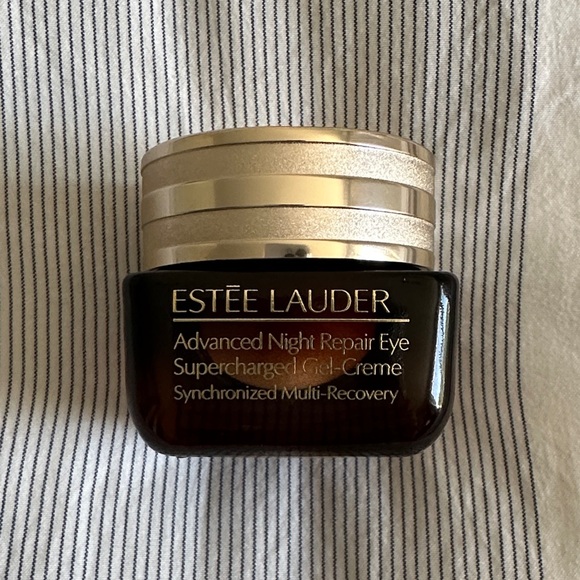 ESTĒE LAUDER
Advanced Night Repair Eye
Supercharged Gel-Creme
Synchronized Multi-Recovery